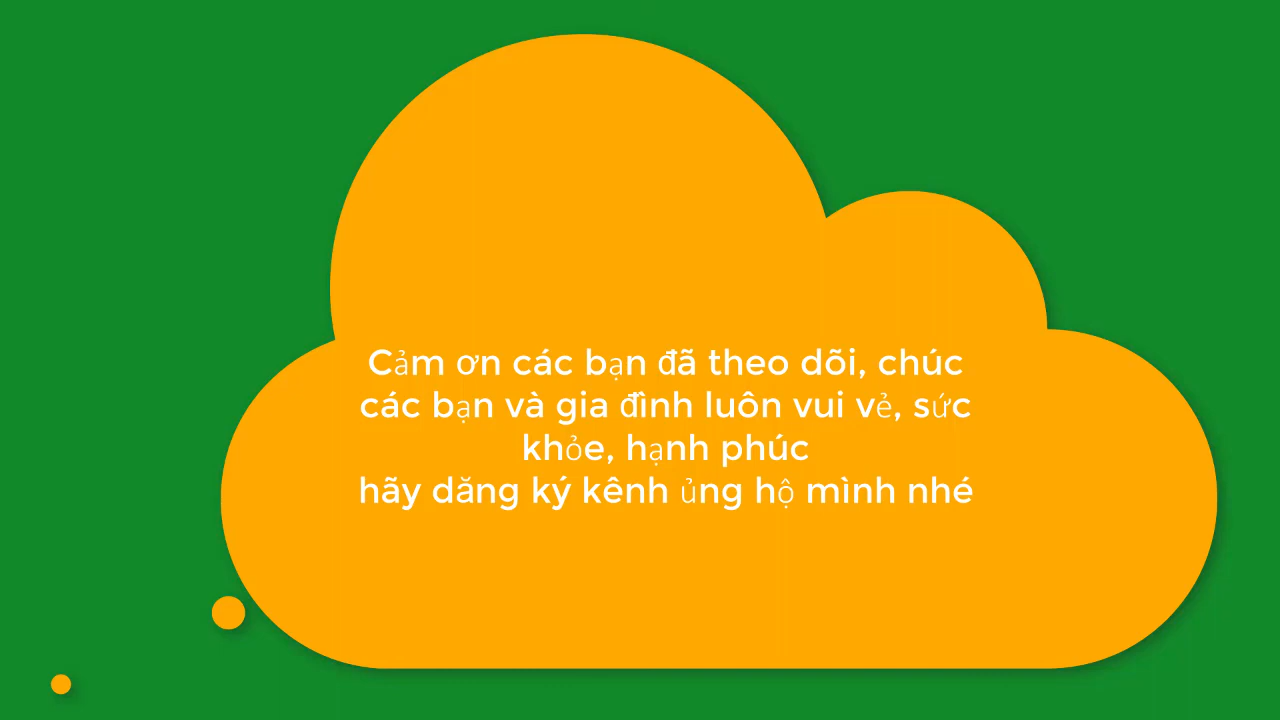 Cảm ơn các bạn đã theo dõi, chúc
các bạn và gia đình luôn vui vẻ, sức
khỏe, hạnh phúc
hãy dăng ký kênh ủng hộ mình nhé